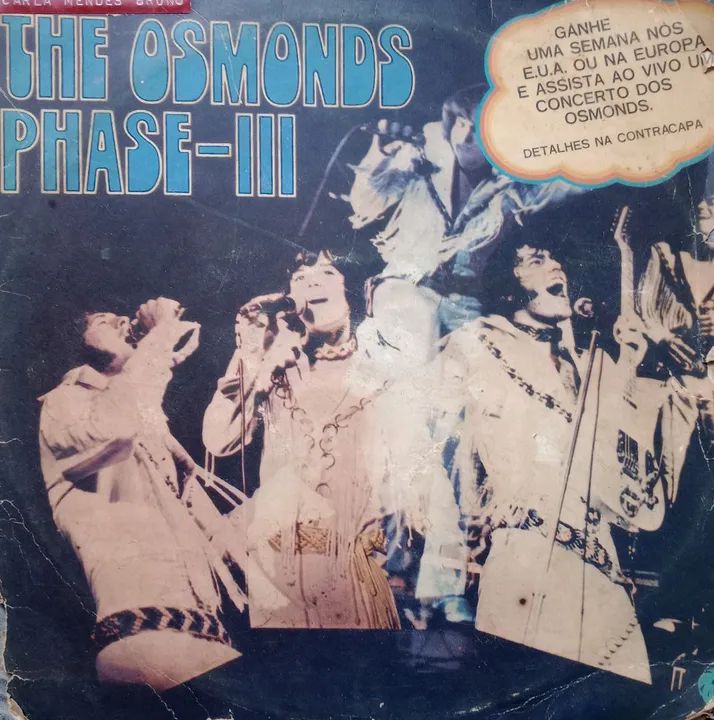 CARLA MENDES BRUNO
THE OSMONDS
PHASE-III
GANHE
UMA SEMANA NOS
E.U.A. OU NA EUROPA
E ASSISTA AO VIVO UM
CONCERTO DOS
OSMONDS.
DETALHES NA CONTRACAPA